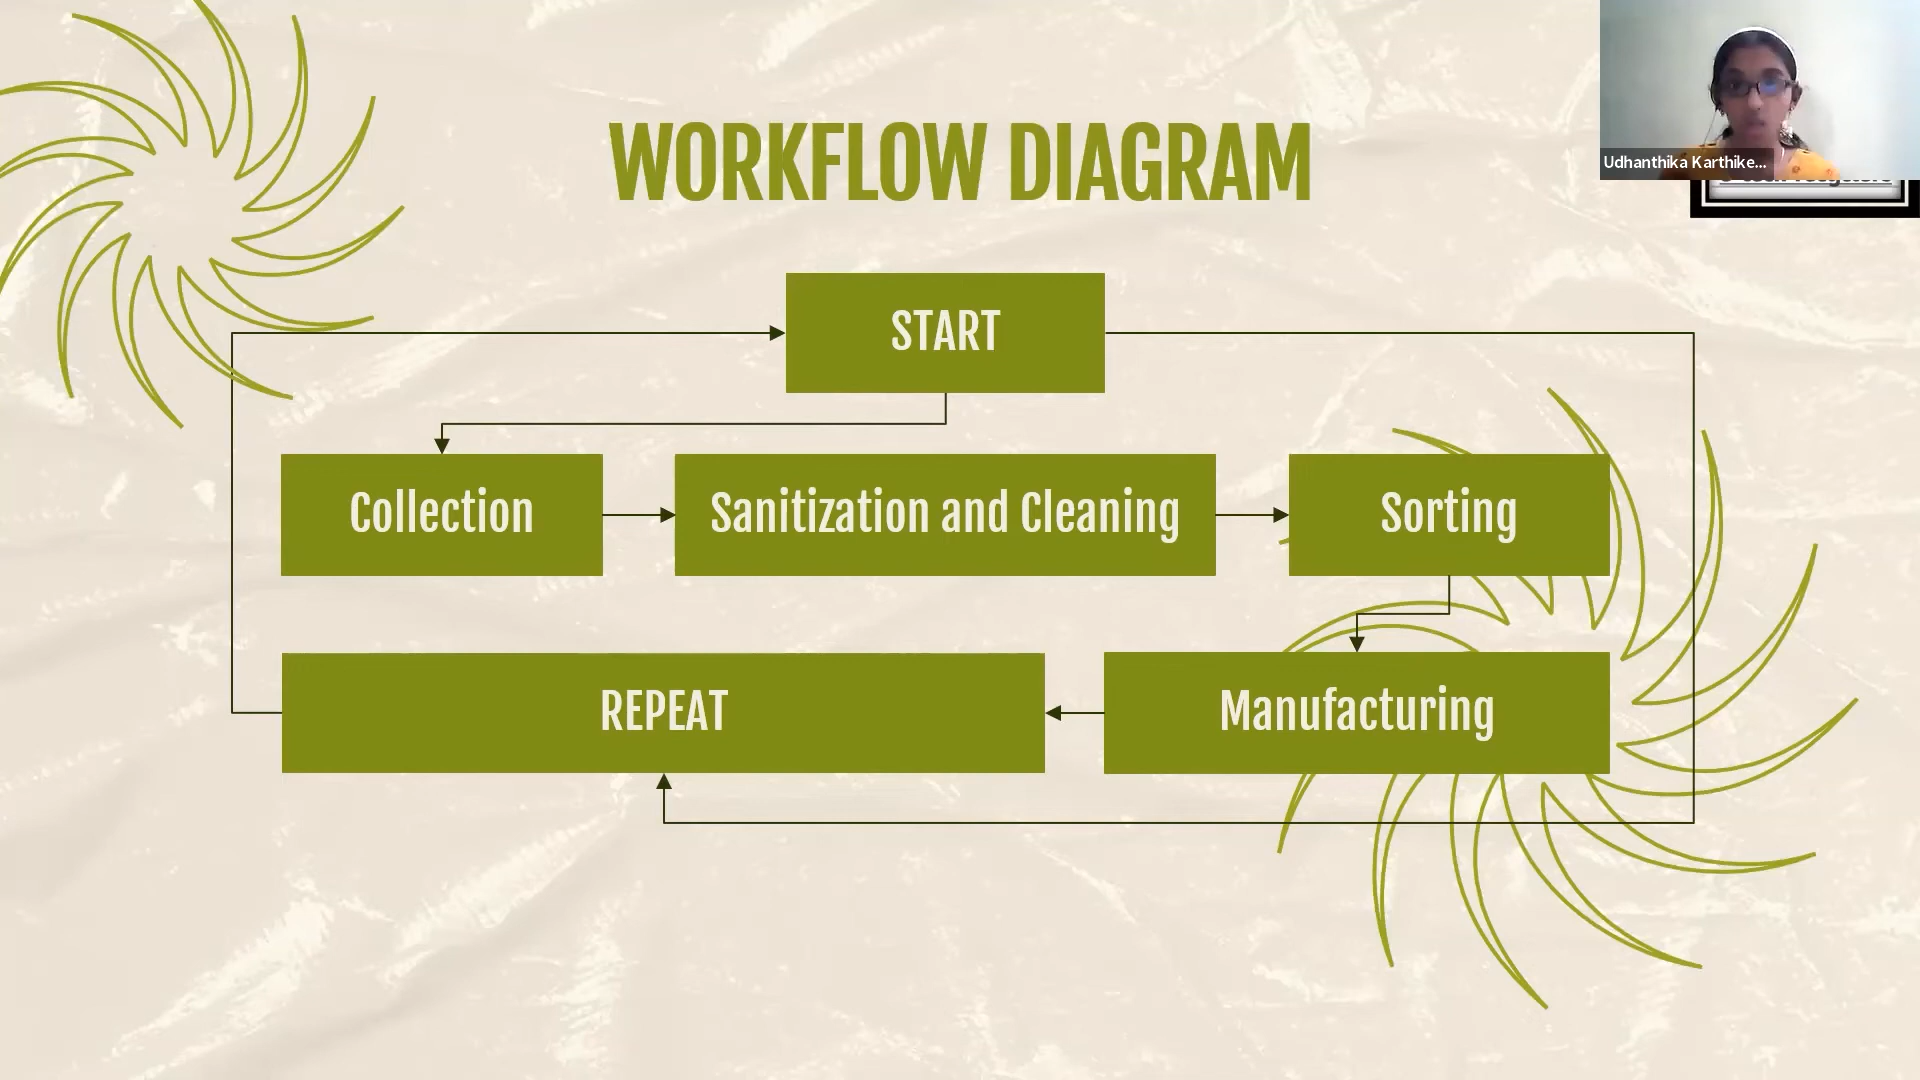 WORKFLOW DIAGRAM
Udhanthika Karthike...
START
Collection
Sanitization and Cleaning
Sorting
REPEAT
Manufacturing